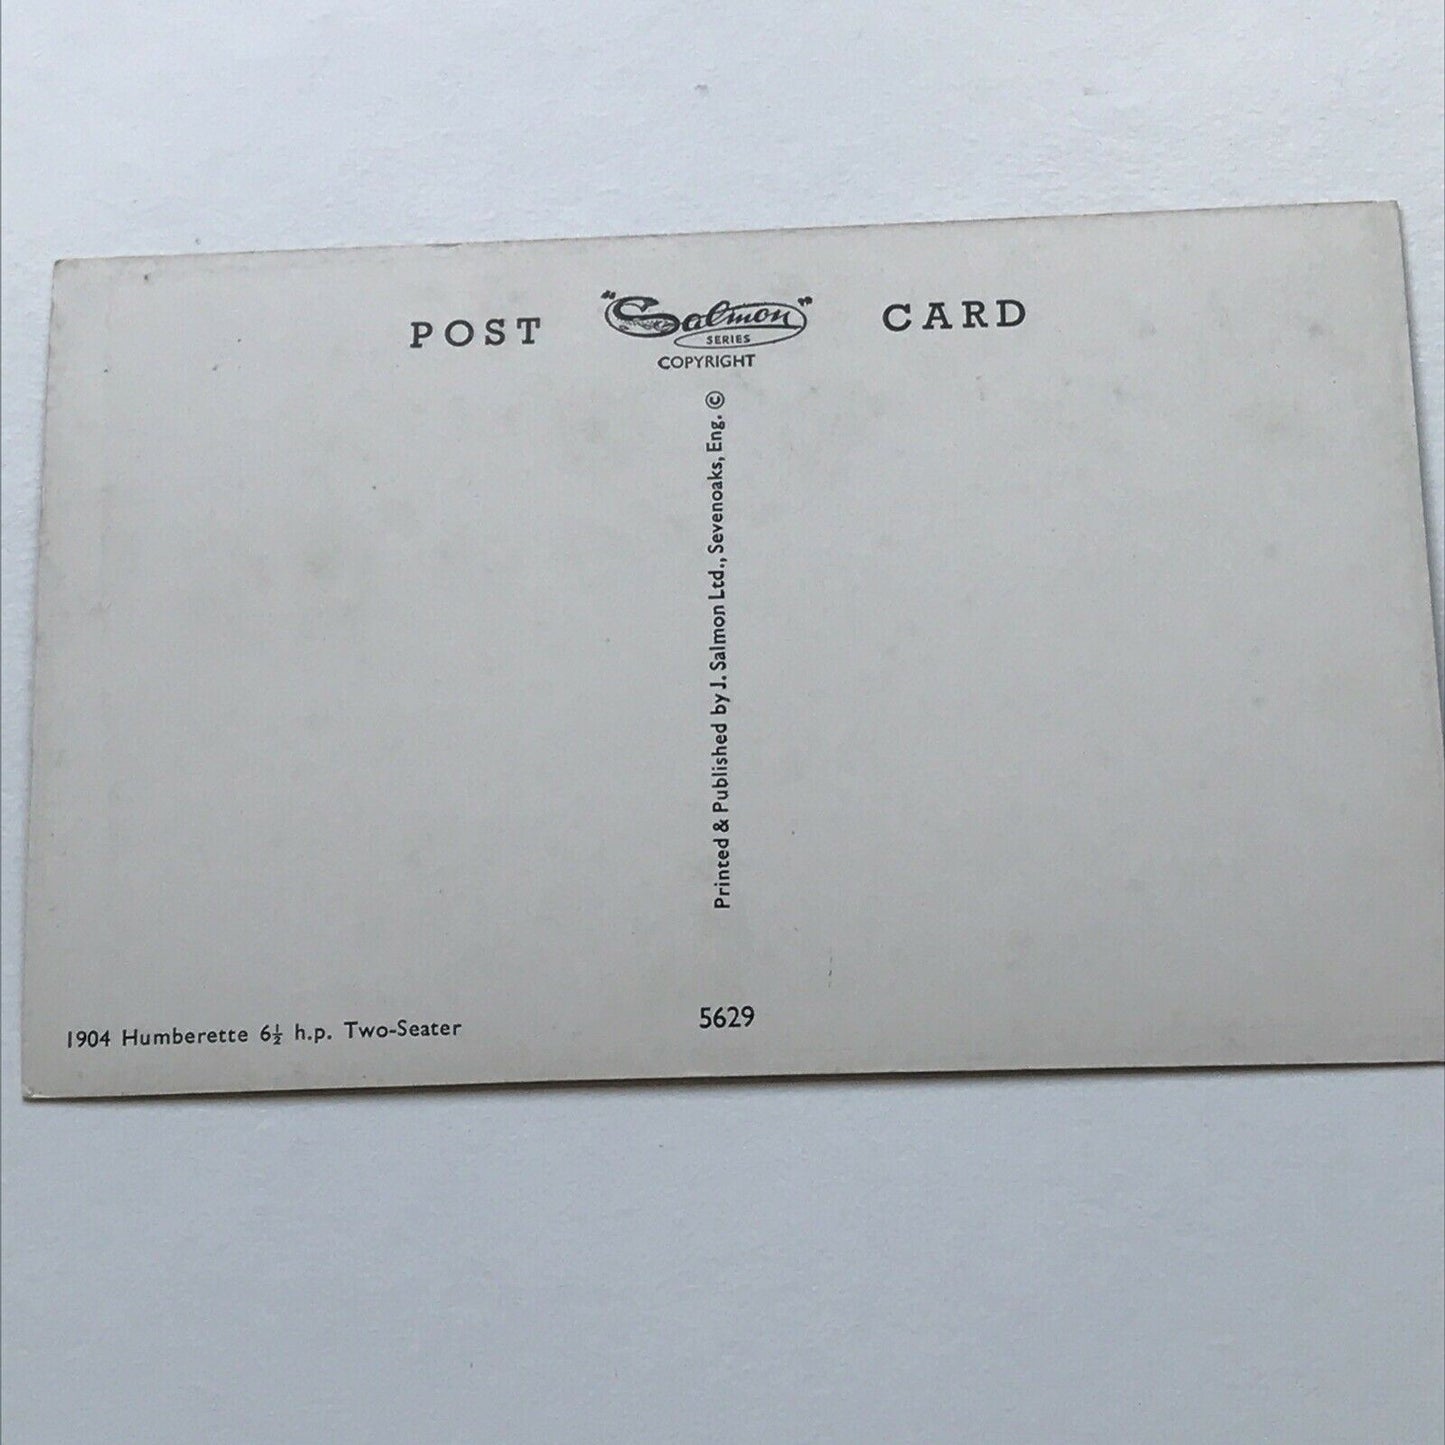 POST "Salmon" CARD
SERIES
COPYRIGHT
Printed & Published by J. Salmon Ltd., Sevenoaks, Eng. ©
1904 Humberette 6½ h.p. Two-Seater
5629